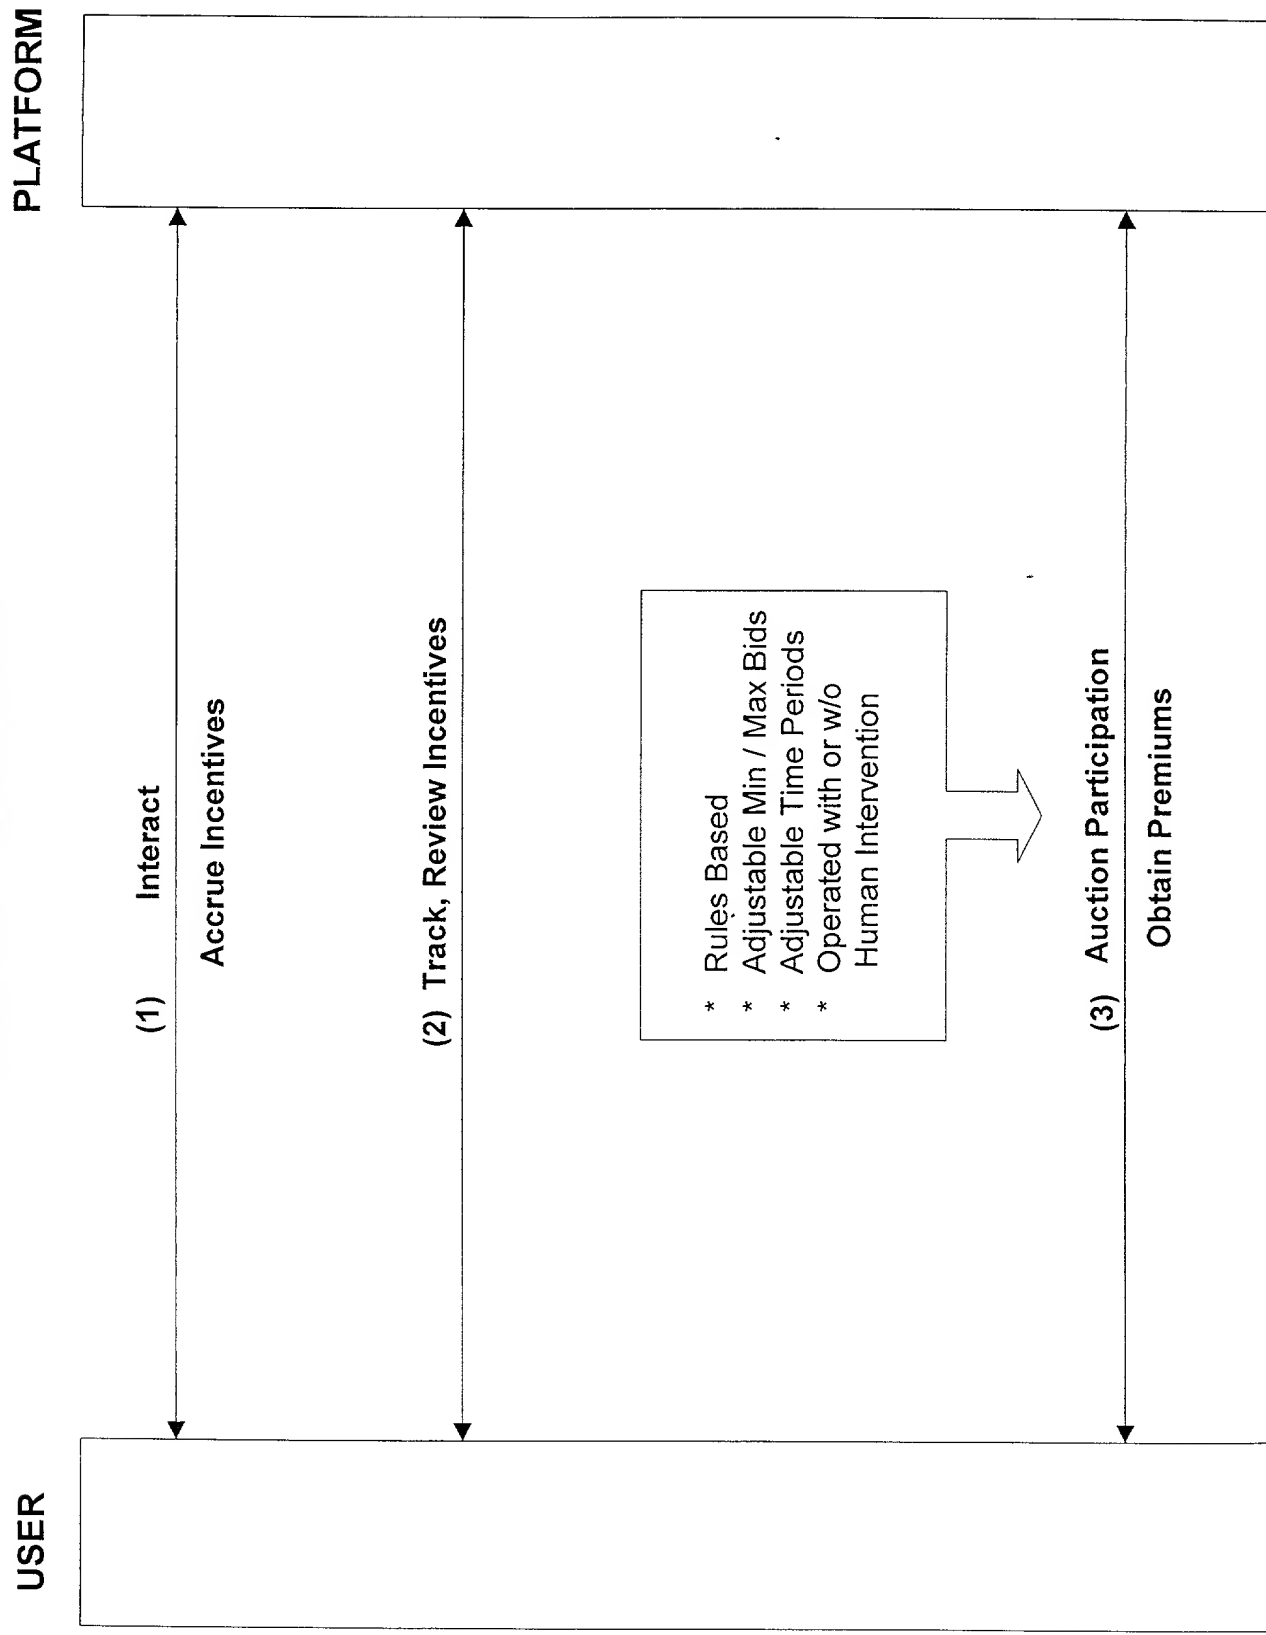 USER
PLATFORM
(1) Interact
Accrue Incentives
(2) Track, Review Incentives
* Rules Based
* Adjustable Min / Max Bids
* Adjustable Time Periods
* Operated with or w/o
Human Intervention
(3) Auction Participation
Obtain Premiums